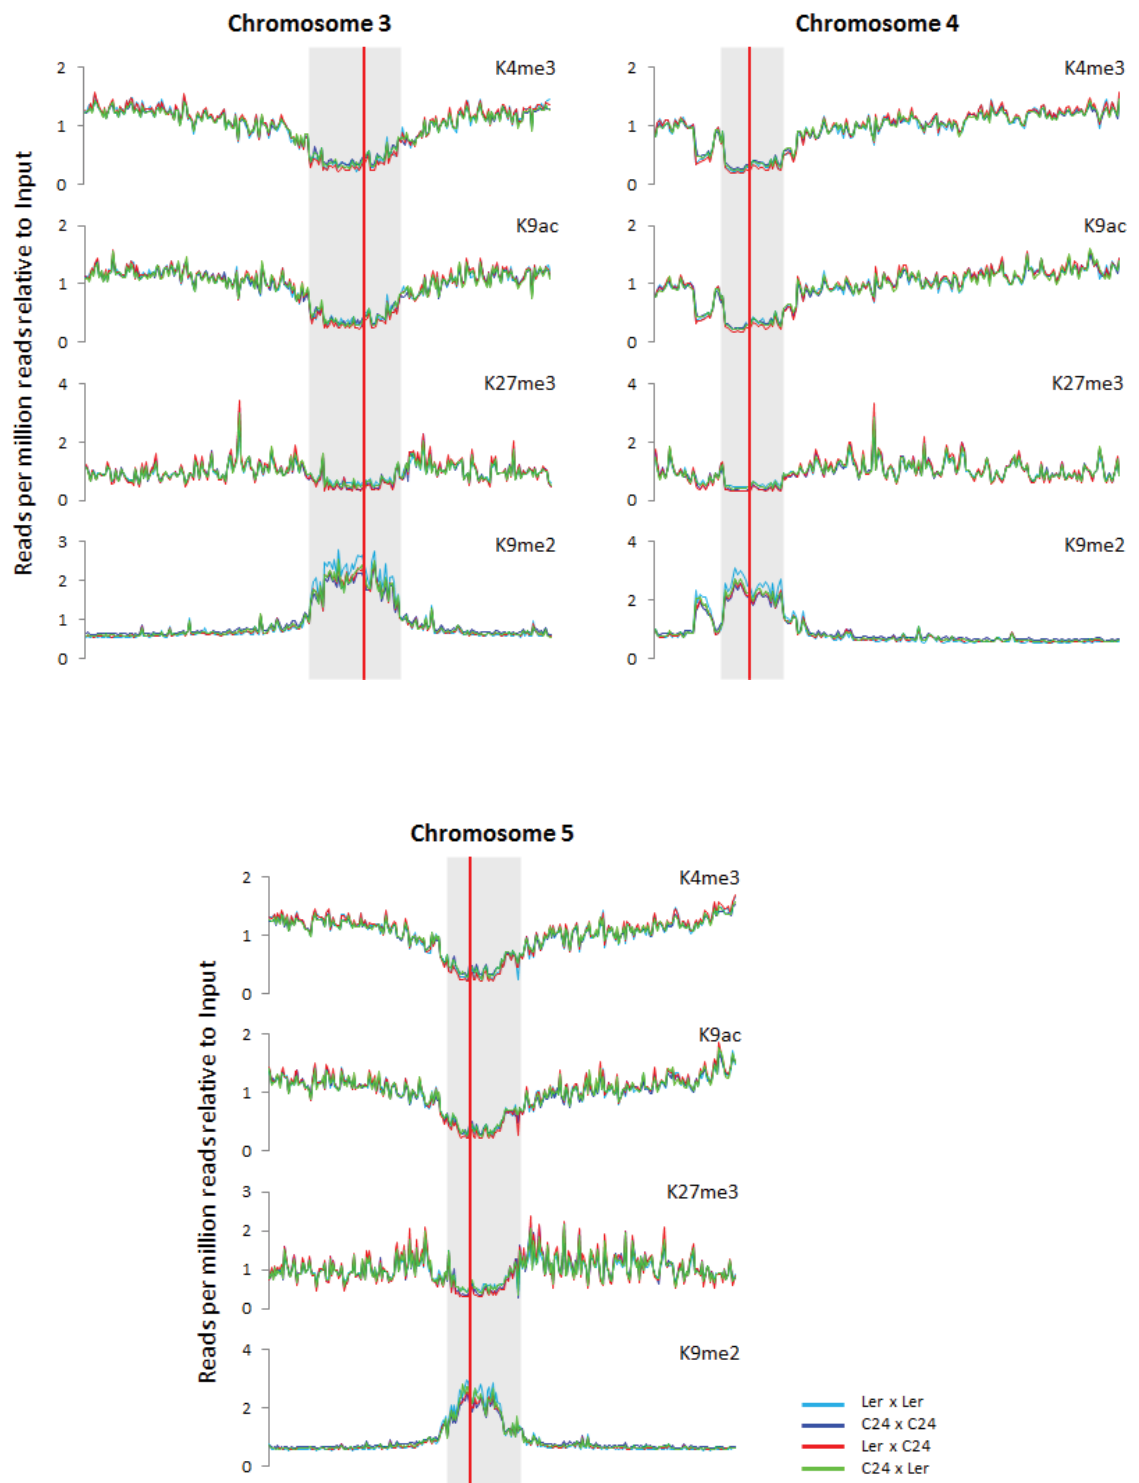 Chromosome 3
Chromosome 4
Reads per million reads relative to Input
K4me3
2
1
0
K9ac
2
1
0
K27me3
4
2
0
K9me2
3
2
1
0
K4me3
2
1
0
K9ac
2
1
0
K27me3
4
2
0
K9me2
4
2
0
Chromosome 5
Reads per million reads relative to Input
K4me3
2
1
0
K9ac
2
1
0
K27me3
3
2
1
0
K9me2
4
2
0
Ler x Ler
C24 x C24
Ler x C24
C24 x Ler